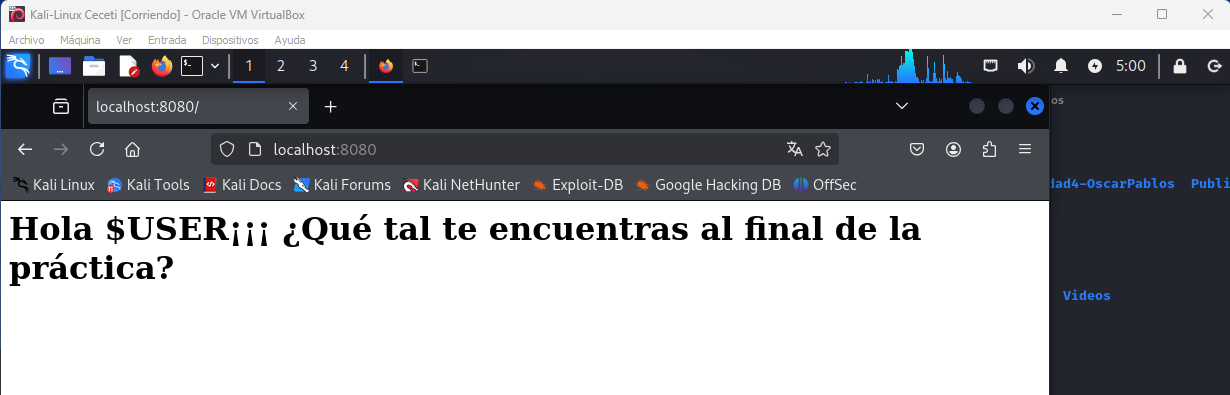 Kali-Linux Ceceti [Corriendo] - Oracle VM VirtualBox
Archivo Máquina Ver Entrada Dispositivos Ayuda
1 2 3 4 5:00
localhost:8080/
os
localhost:8080
Kali Linux Kali Tools Kali Docs Kali Forums Kali NetHunter Exploit-DB Google Hacking DB OffSec
dad4-OscarPablos Publi
Hola $USER¡¡¡ ¿Qué tal te encuentras al final de la
práctica?
Videos